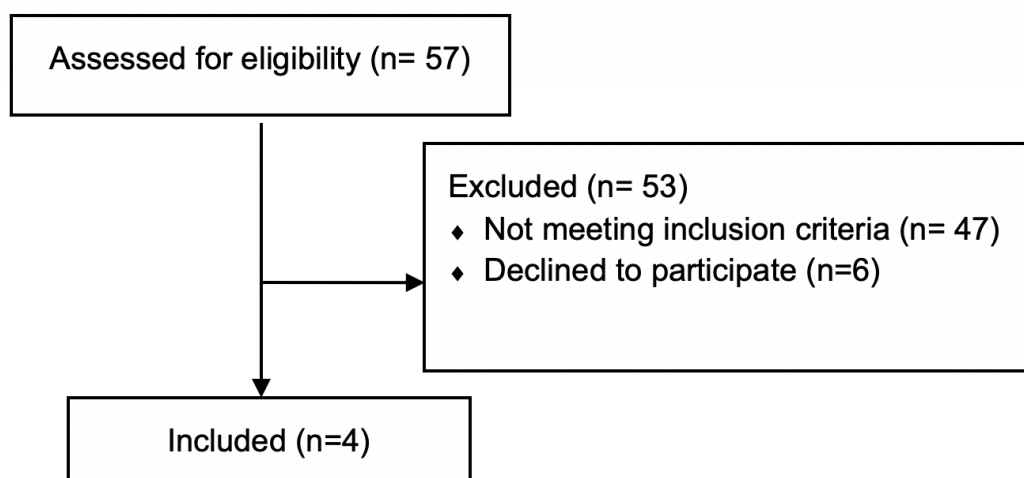 Assessed for eligibility (n= 57)
Excluded (n= 53)
♦ Not meeting inclusion criteria (n= 47)
♦ Declined to participate (n=6)
Included (n=4)